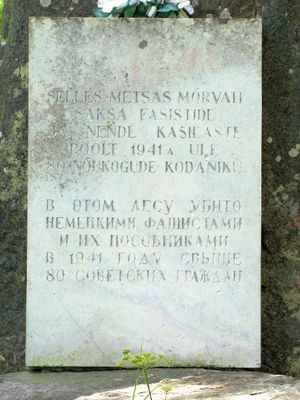 SELLES METSAS MÕRVATI
SAKSA FAŠISTIDE
JA NENDE KÄSILASTE
POOLT 1941 a ÜLE
80 NÕUKOGUDE KODANIKU
В ЭТОМ ЛЕСУ УБИТО
НЕМЕЦКИМИ ФАШИСТАМИ
И ИХ ПОСОБНИКАМИ
В 1941 ГОДУ СВЫШЕ
80 СОВЕТСКИХ ГРАЖДАН